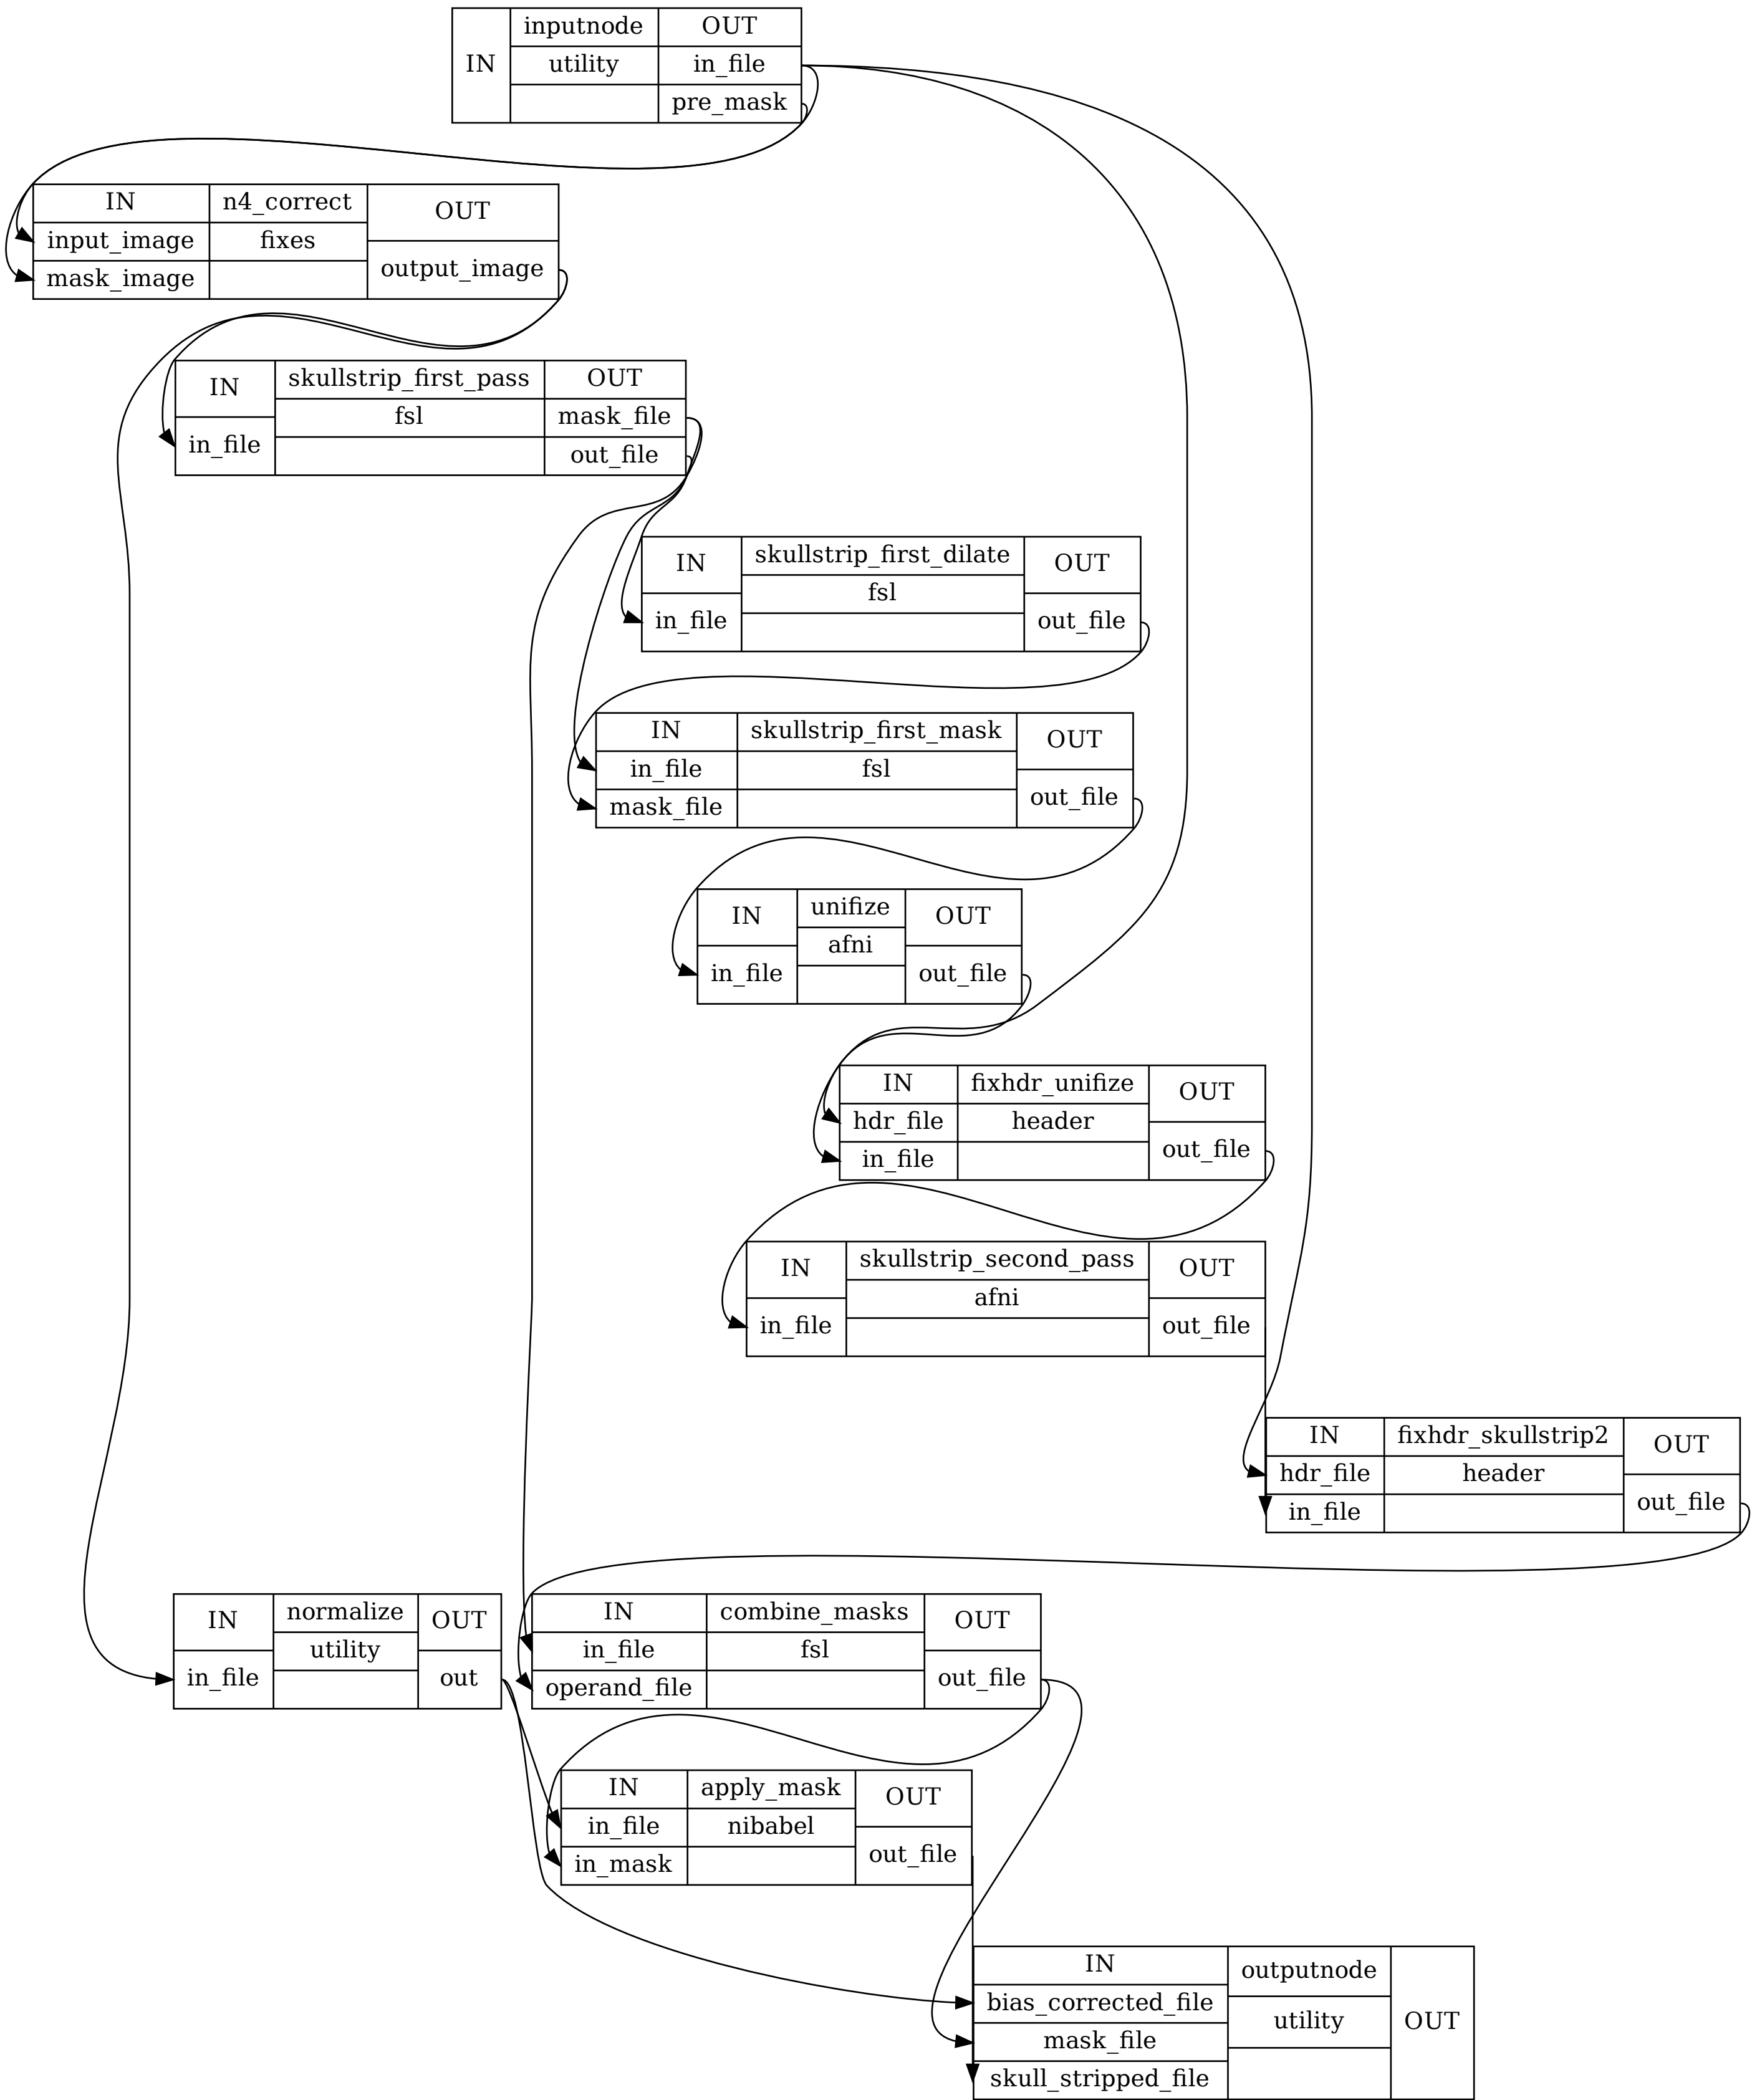 IN inputnode OUT
utility in_file
pre_mask
IN n4_correct OUT
input_image fixes output_image
mask_image
IN skullstrip_first_pass OUT
fsl mask_file
in_file out_file
IN skullstrip_first_dilate OUT
fsl
in_file out_file
IN skullstrip_first_mask OUT
in_file fsl out_file
mask_file
IN unifize OUT
afni
in_file out_file
IN fixhdr_unifize OUT
hdr_file header out_file
in_file
IN skullstrip_second_pass OUT
afni
in_file out_file
IN fixhdr_skullstrip2 OUT
hdr_file header out_file
in_file
IN normalize OUT
utility
in_file out
IN combine_masks OUT
in_file fsl out_file
operand_file
IN apply_mask OUT
in_file nibabel out_file
in_mask
IN outputnode OUT
bias_corrected_file utility
mask_file
skull_stripped_file